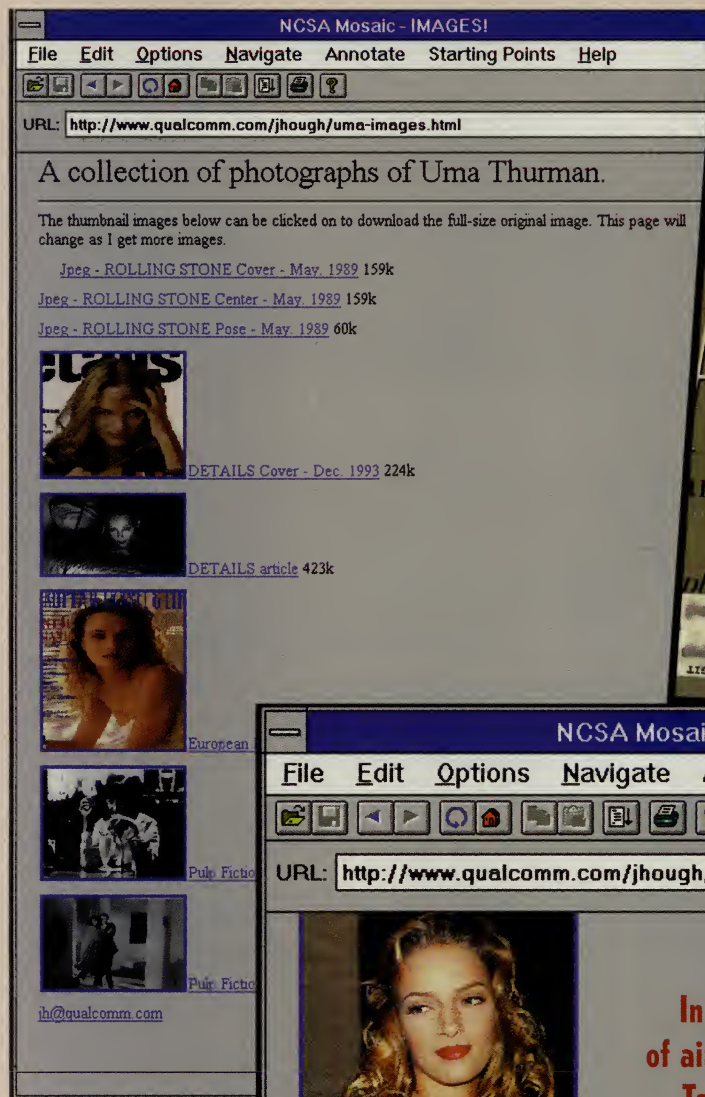 NCSA Mosaic - IMAGES!
File Edit Options Navigate Annotate Starting Points Help
URL: http://www.qualcomm.com/jhough/uma-images.html
A collection of photographs of Uma Thurman.
The thumbnail images below can be clicked on to download the full-size original image. This page will
change as I get more images.
Jpeg - ROLLING STONE Cover - May. 1989 159k
Jpeg - ROLLING STONE Center - May. 1989 159k
Jpeg - ROLLING STONE Pose - May. 1989 60k
DETAILS Cover - Dec. 1993 224k
DETAILS article 423k
European
Pulp Fictio
Pulp Fictio
jh@qualcomm.com
NCSA Mosai
File Edit Options Navigate
URL: http://www.qualcomm.com/jhough
In
of ai